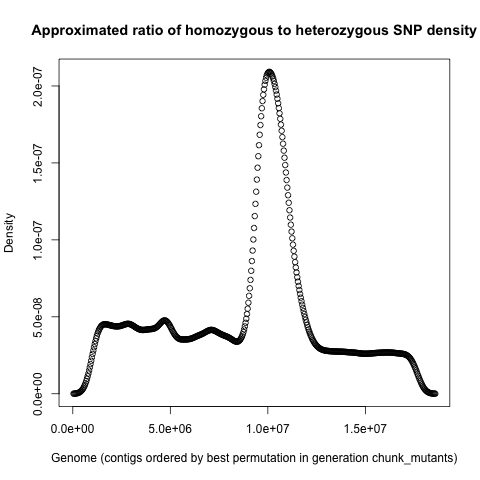 Approximated ratio of homozygous to heterozygous SNP density
Density
2.0e-07
1.5e-07
1.0e-07
5.0e-08
0.0e+00
0.0e+00 5.0e+06 1.0e+07 1.5e+07
Genome (contigs ordered by best permutation in generation chunk_mutants)